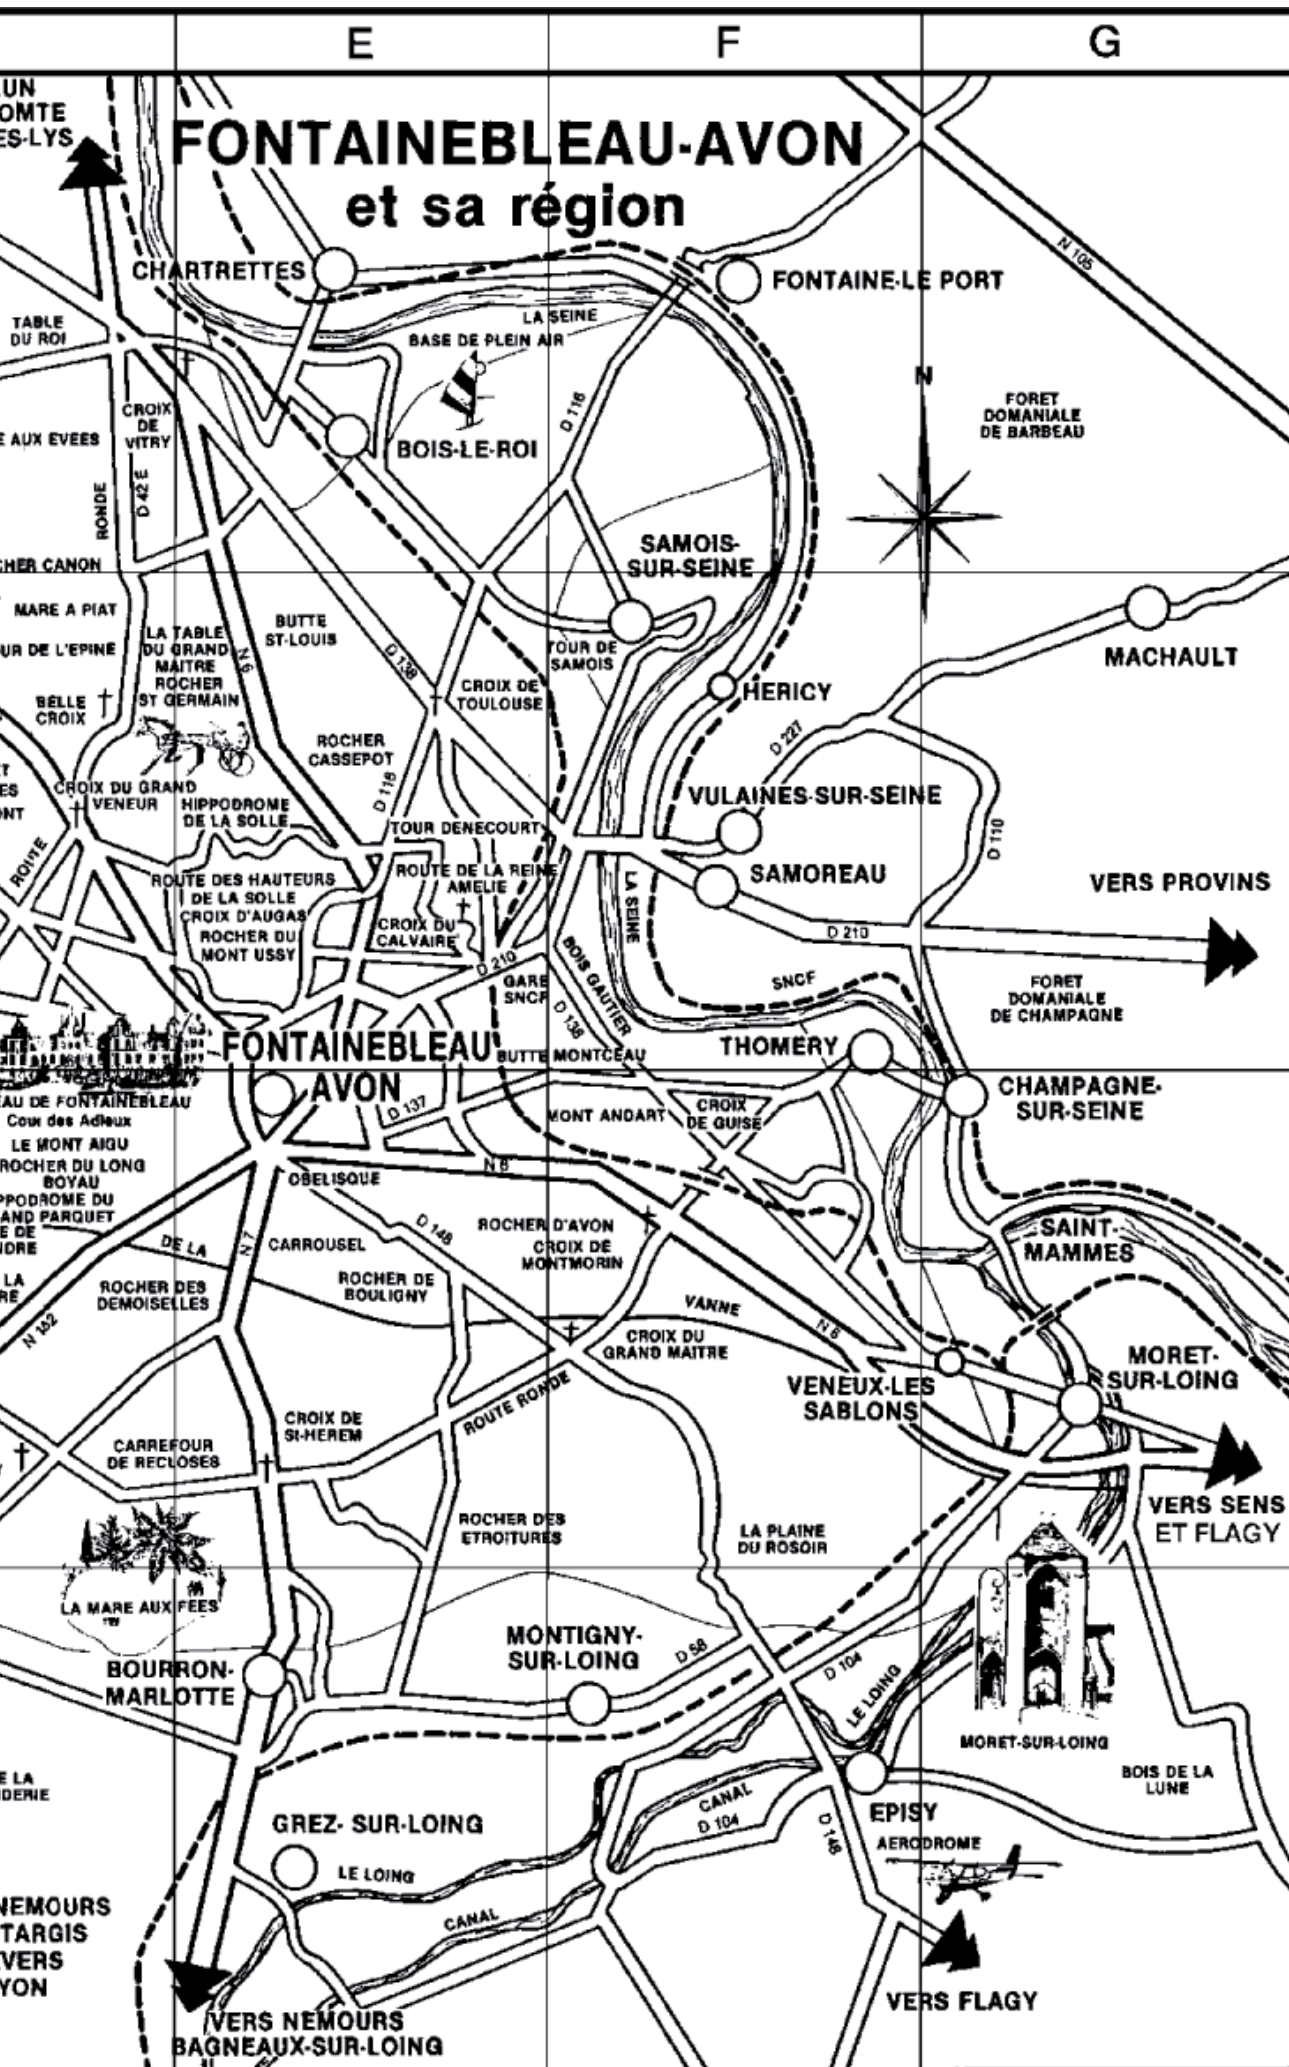 E
F
G
FONTAINEBLEAU-AVON
et sa région
ES-LYS
CHARTRETTES
FONTAINE-LE PORT
N 105
TABLE
DU ROI
LA SEINE
BASE DE PLEIN AIR
N
FORET
DOMANIALE
DE BARBEAU
CROIX
DE
VITRY
AUX EVEES
BOIS-LE-ROI
D 116
RONDE
D 42 E
SAMOIS-
SUR-SEINE
CANON
MARE A PIAT
BUTTE
ST-LOUIS
LA TABLE
DU GRAND
MAITRE
ROCHER
ST GERMAIN
N 6
DE L'EPINE
D 138
TOUR DE
SAMOIS
MACHAULT
BELLE
CROIX
CROIX DE
TOULOUSE
HERICY
ROCHER
CASSEPOT
D 227
CROIX DU GRAND
VENEUR
HIPPODROME
DE LA SOLLE
D 116
VULAINES-SUR-SEINE
TOUR DENECOURT
D 110
ROUTE
ROUTE DES HAUTEURS
DE LA SOLLE
CROIX D'AUGAS
ROCHER DU
MONT USSY
ROUTE DE LA REINE
AMELIE
SAMOREAU
VERS PROVINS
CROIX DU
CALVAIRE
LA SEINE
D 210
D 210
BOIS GAUTIER
GARE
SNCF
SNCF
D 138
FORET
DOMANIALE
DE CHAMPAGNE
FONTAINEBLEAU
AVON
BUTTE MONTCEAU
THOMERY
DE FONTAINEBLEAU
Cour des Adieux
LE MONT AIGU
ROCHER DU LONG
BOYAU
D 137
MONT ANDART
CROIX
DE GUISE
CHAMPAGNE-
SUR-SEINE
DU
PARQUET
N 6
OBELISQUE
D 148
DE LA
N 7
CARROUSEL
ROCHER D'AVON
CROIX DE
MONTMORIN
SAINT-
MAMMES
ROCHER DES
DEMOISELLES
ROCHER DE
BOULIGNY
VANNE
N 6
N 152
CROIX DU
GRAND MAITRE
VENEUX-LES
SABLONS
MORET-
SUR-LOING
ROUTE RONDE
CROIX DE
St-HEREM
CARREFOUR
DE RECLOSES
ROCHER DES
ETROITURES
LA PLAINE
DU ROSOIR
VERS SENS
ET FLAGY
LA MARE AUX FEES
MONTIGNY-
SUR-LOING
D 58
D 104
BOURRON-
MARLOTTE
LE LOING
MORET-SUR-LOING
BOIS DE LA
LUNE
CANAL
D 104
EPISY
AERODROME
D 148
GREZ- SUR-LOING
LE LOING
CANAL
NEMOURS
VERS FLAGY
VERS NEMOURS
BAGNEAUX-SUR-LOING